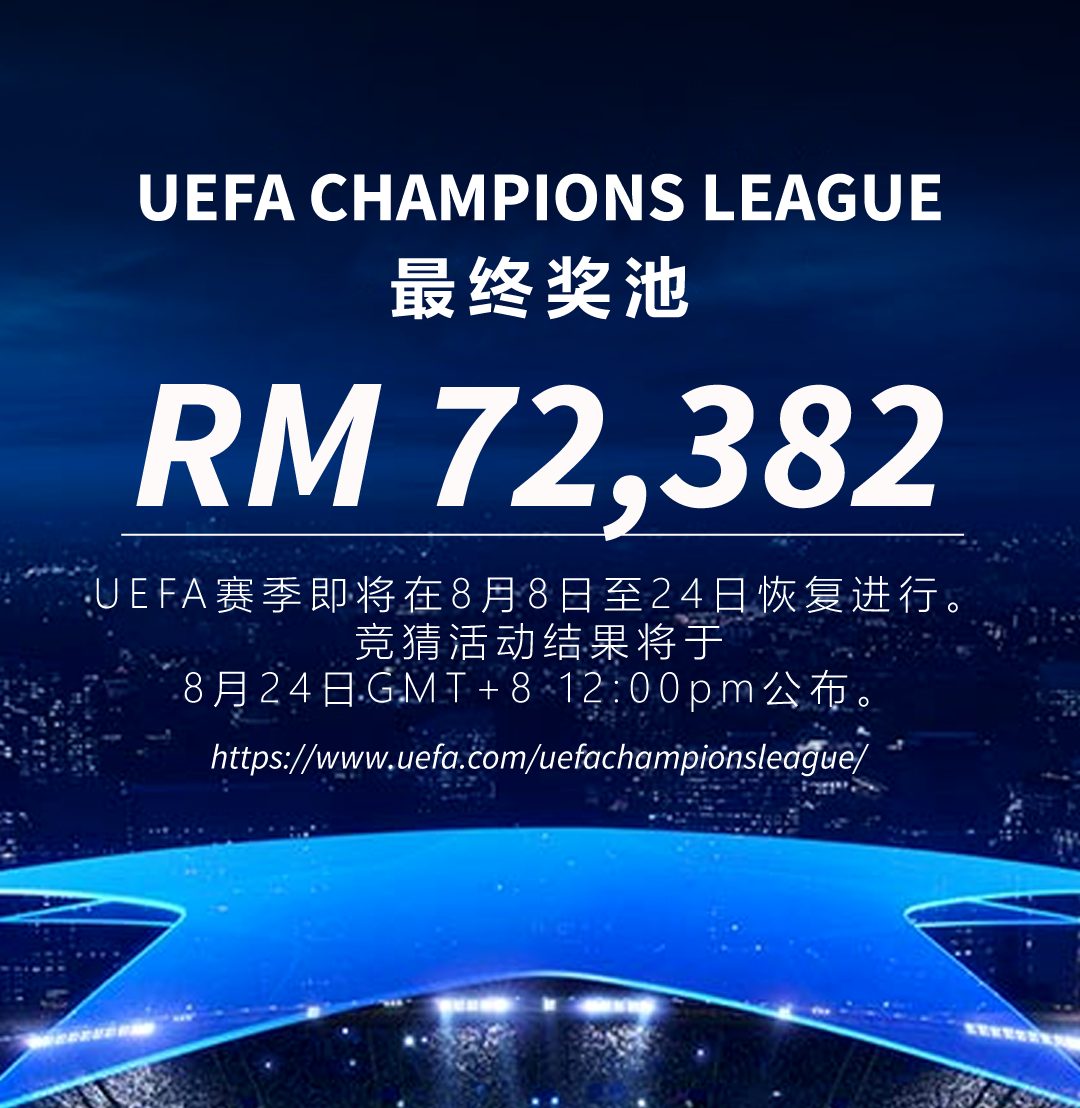 UEFA CHAMPIONS LEAGUE
最终奖池
RM 72,382
UEFA赛季即将在8月8日至24日恢复进行。
竞猜活动结果将于
8月24日GMT+8 12:00pm公布。
https://www.uefa.com/uefachampionsleague/